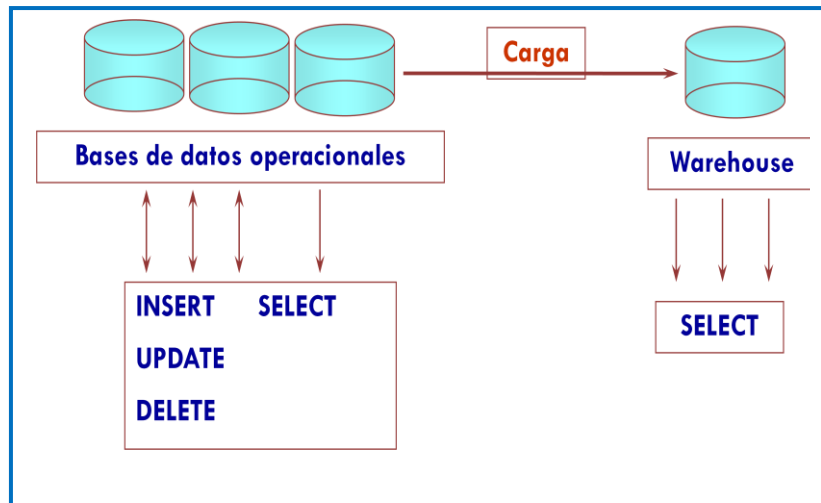 Carga
Bases de datos operacionales
Warehouse
INSERT SELECT
UPDATE
DELETE
SELECT